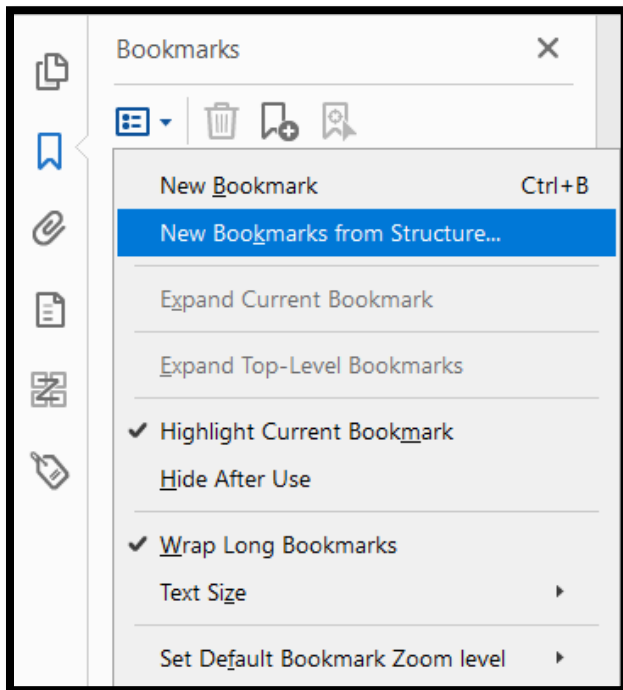 Bookmarks
New Bookmark Ctrl+B
New Bookmarks from Structure...
Expand Current Bookmark
Expand Top-Level Bookmarks
Highlight Current Bookmark
Hide After Use
Wrap Long Bookmarks
Text Size
Set Default Bookmark Zoom level